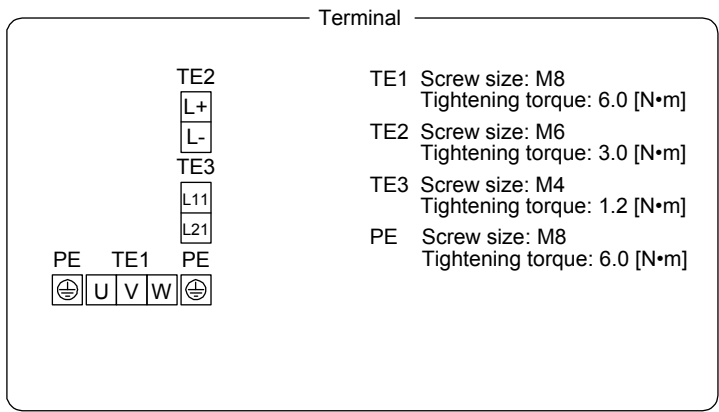 Terminal
TE2
L+
L-
TE3
L11
L21
PE TE1 PE
U V W
TE1 Screw size: M8
Tightening torque: 6.0 [N•m]
TE2 Screw size: M6
Tightening torque: 3.0 [N•m]
TE3 Screw size: M4
Tightening torque: 1.2 [N•m]
PE Screw size: M8
Tightening torque: 6.0 [N•m]